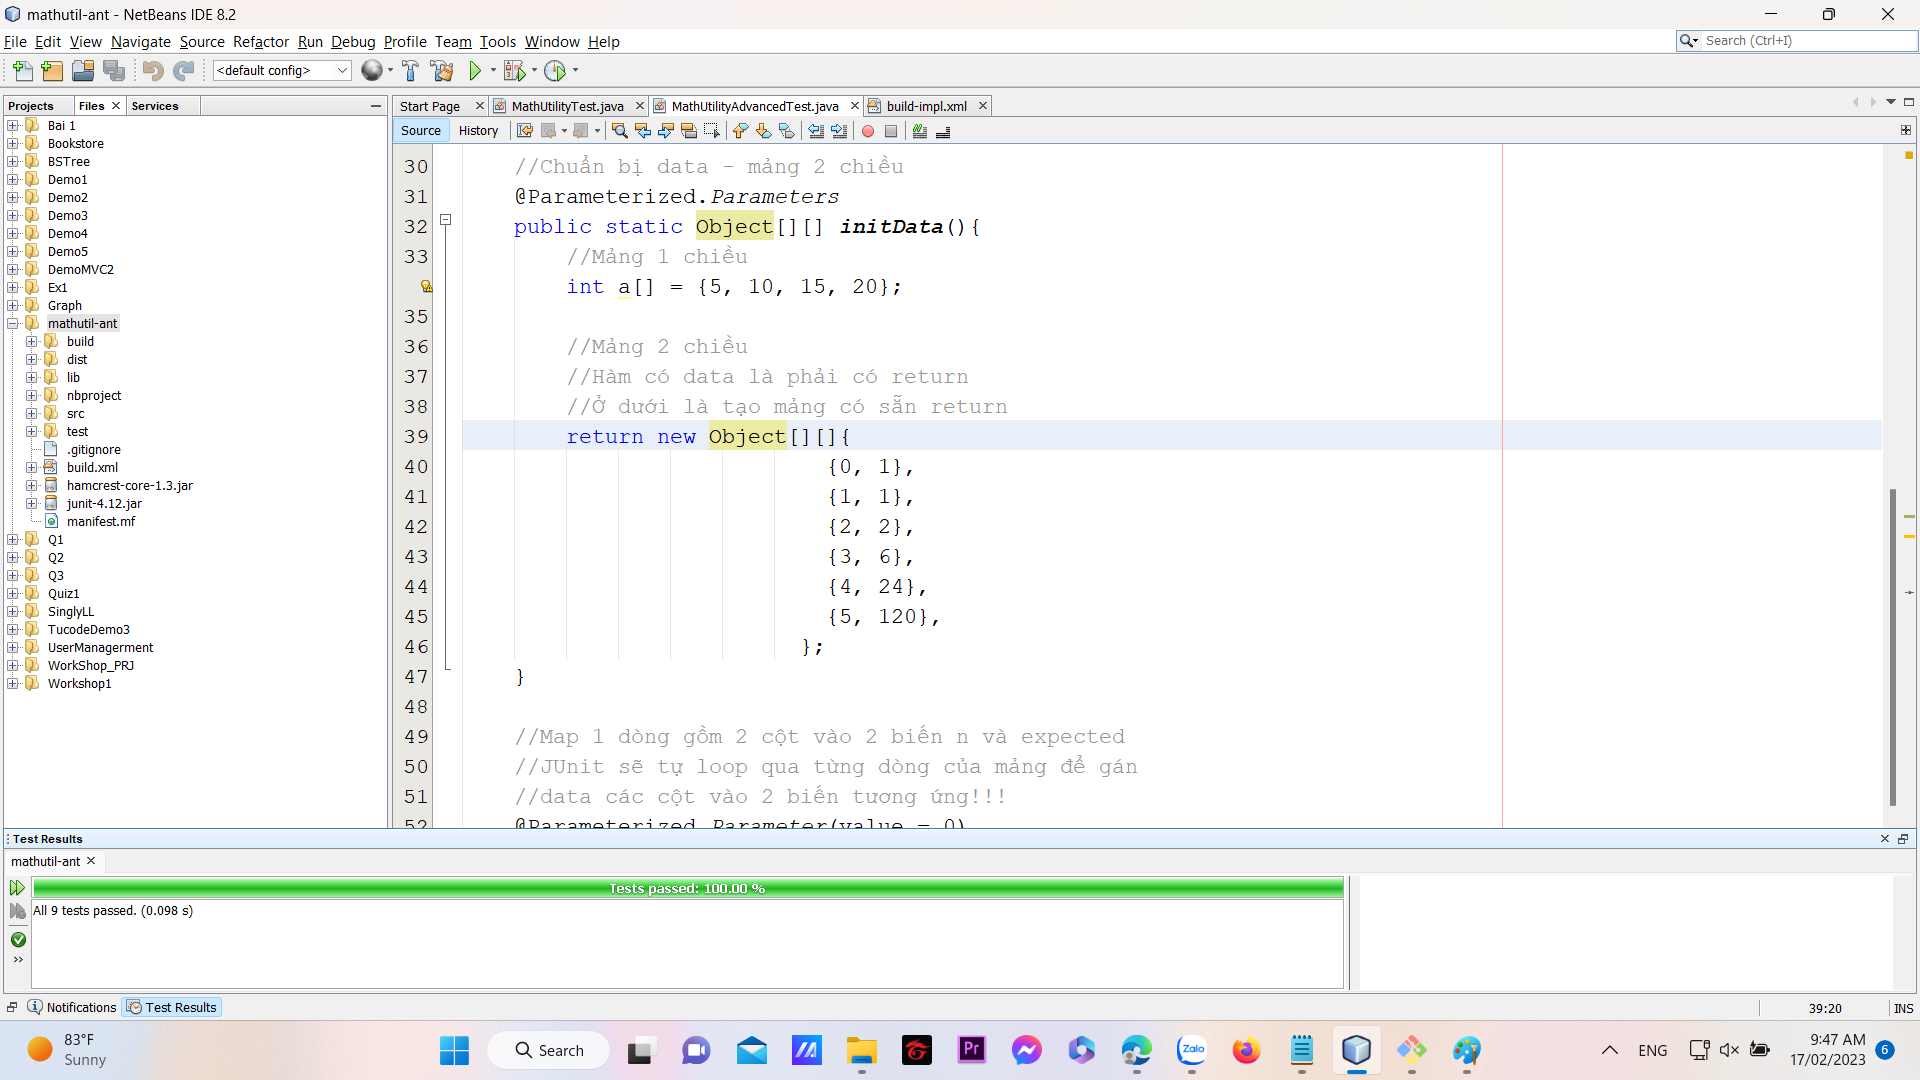 mathutil-ant - NetBeans IDE 8.2
File Edit View Navigate Source Refactor Run Debug Profile Team Tools Window Help
Search (Ctrl+I)
<default config>
Projects Files Services
Start Page MathUtilityTest.java MathUtilityAdvancedTest.java build-impl.xml
Source History
Bai 1
Bookstore
BSTree
Demo1
Demo2
Demo3
Demo4
Demo5
DemoMVC2
Ex1
Graph
mathutil-ant
build
dist
lib
nbproject
src
test
.gitignore
build.xml
hamcrest-core-1.3.jar
junit-4.12.jar
manifest.mf
Q1
Q2
Q3
Quiz1
SinglyLL
TucodeDemo3
UserManagerment
WorkShop_PRJ
Workshop1
30 //Chuẩn bị data - mảng 2 chiều
31 @Parameterized.Parameters
32 public static Object[][] initData(){
33 //Mảng 1 chiều
int a[] = {5, 10, 15, 20};
35
36 //Mảng 2 chiều
37 //Hàm có data là phải có return
38 //Ở dưới là tạo mảng có sẵn return
39 return new Object[][]{
40 {0, 1},
41 {1, 1},
42 {2, 2},
43 {3, 6},
44 {4, 24},
45 {5, 120},
46 };
47 }
48
49 //Map 1 dòng gồm 2 cột vào 2 biến n và expected
50 //JUnit sẽ tự loop qua từng dòng của mảng để gán
51 //data các cột vào 2 biến tương ứng!!!
52 @Parameterized.Parameter(value = 0)
Test Results
mathutil-ant
Tests passed: 100.00 %
All 9 tests passed. (0.098 s)
Notifications Test Results
39:20 INS
83°F
Sunny
Search
Pr
Zalo
ENG
9:47 AM
17/02/2023
6